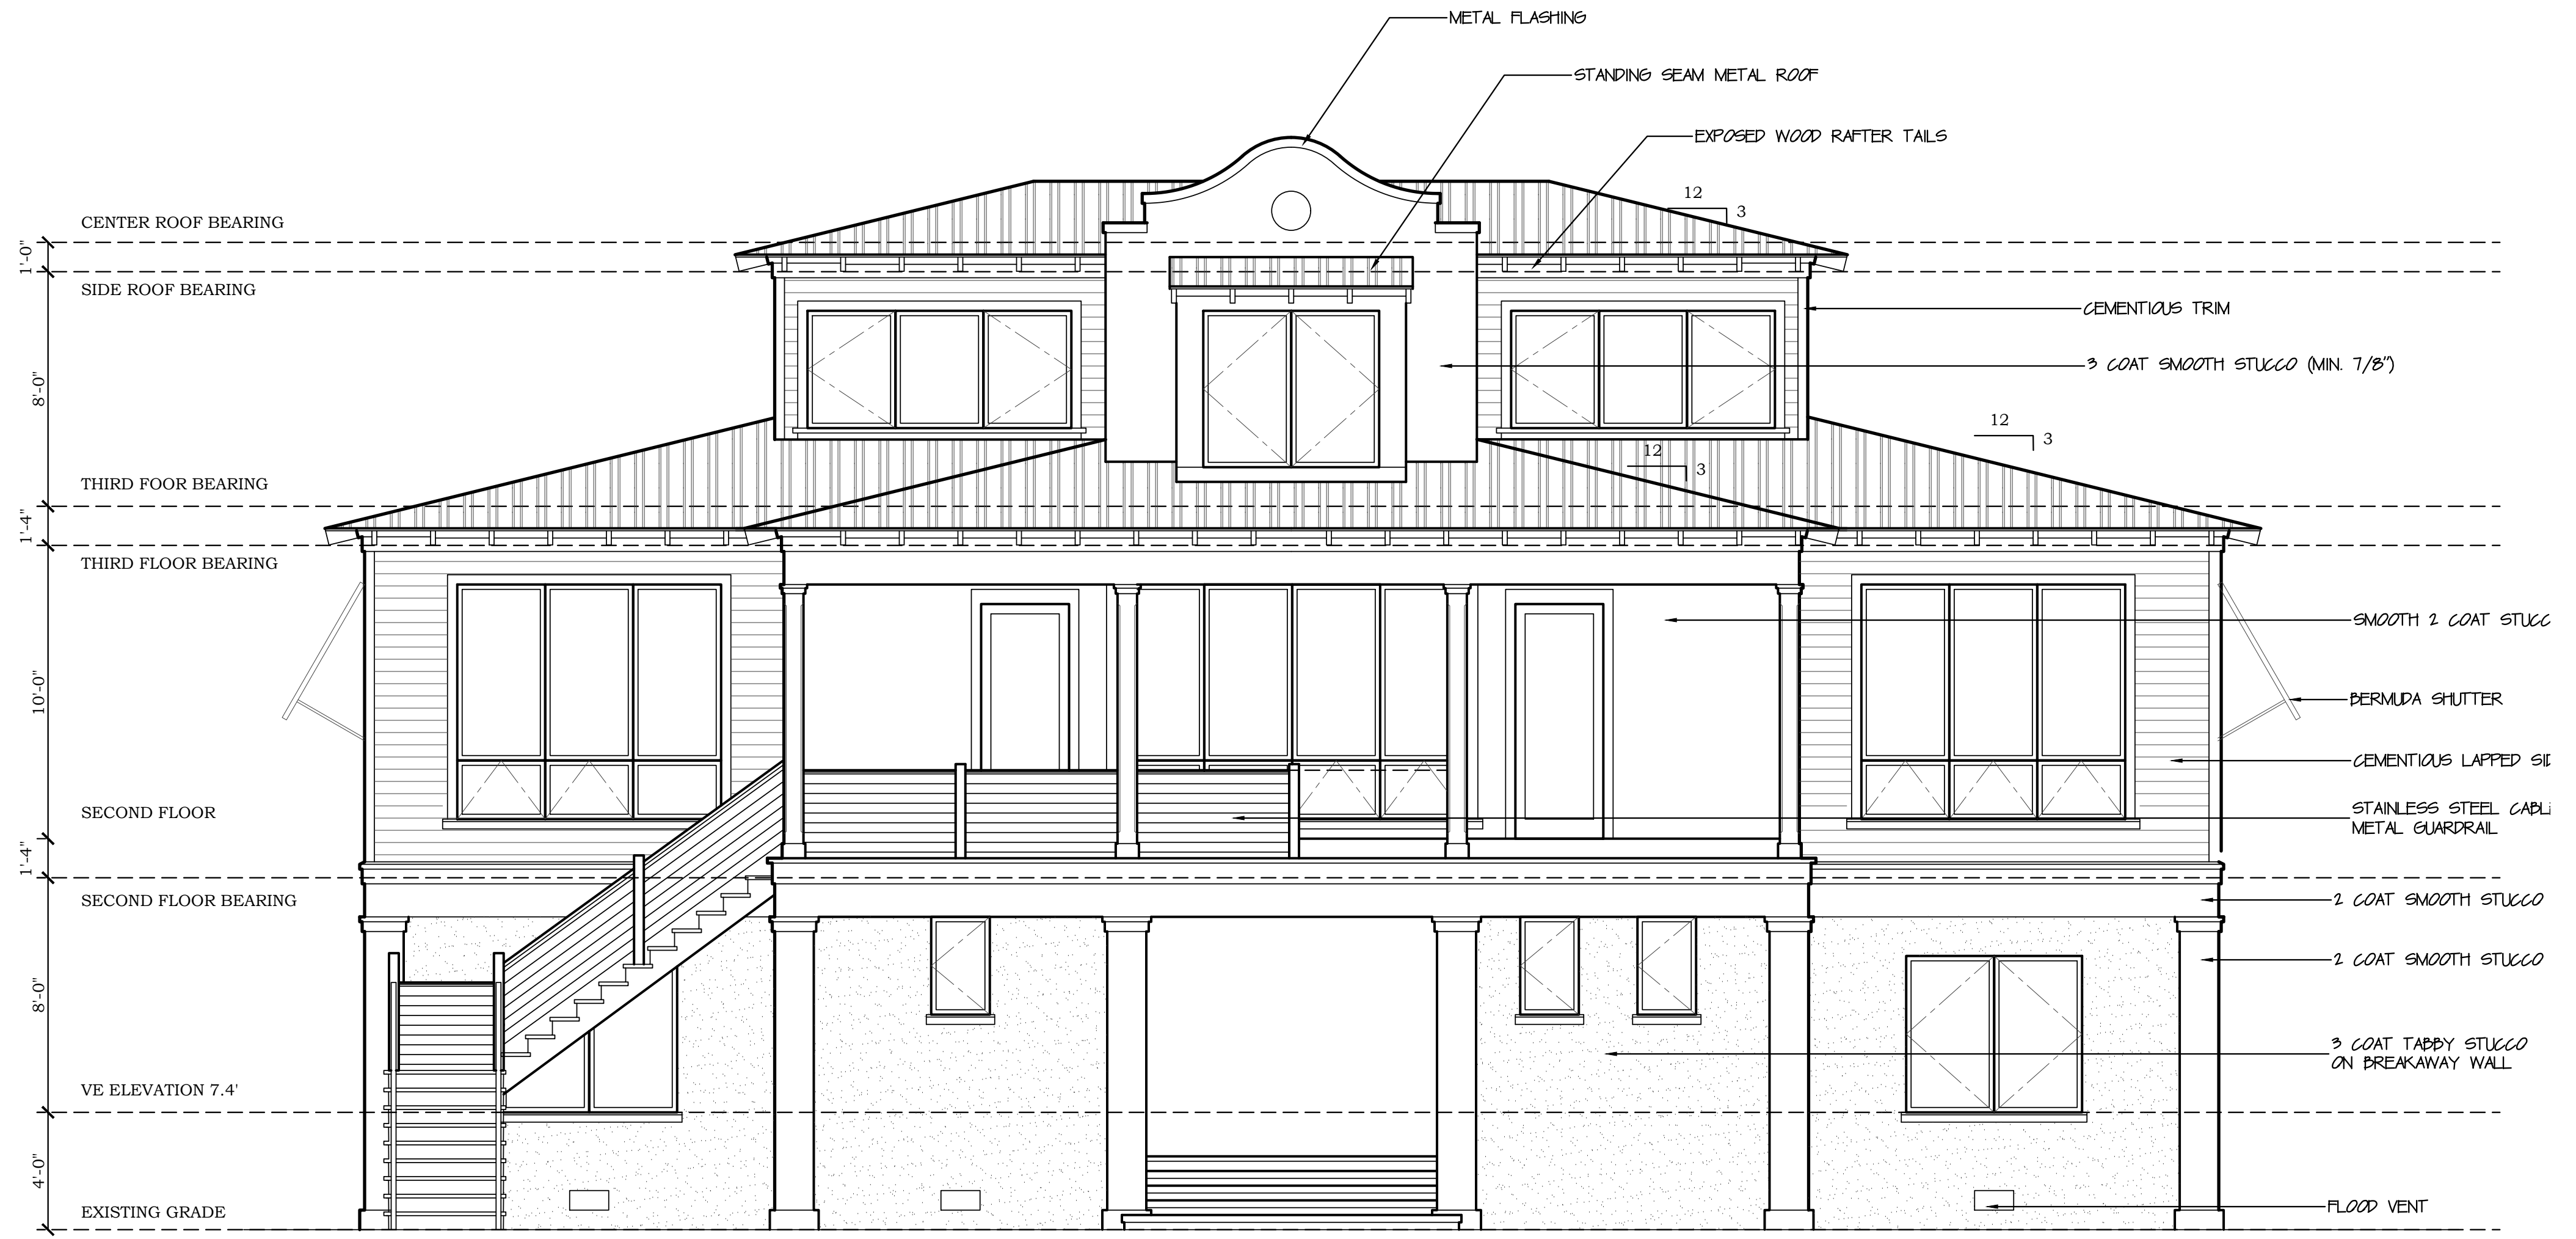 METAL FLASHING
STANDING SEAM METAL ROOF
EXPOSED WOOD RAFTER TAILS
12
3
CENTER ROOF BEARING
1'-0"
SIDE ROOF BEARING
CEMENTIOUS TRIM
3 COAT SMOOTH STUCCO (MIN. 7/8")
8'-0"
12
3
12
3
THIRD FOOR BEARING
1'-4"
THIRD FLOOR BEARING
SMOOTH 2 COAT STUCC
10'-0"
BERMUDA SHUTTER
CEMENTIOUS LAPPED SID
SECOND FLOOR
STAINLESS STEEL CABL
METAL GUARDRAIL
1'-4"
SECOND FLOOR BEARING
2 COAT SMOOTH STUCCO
2 COAT SMOOTH STUCCO
8'-0"
3 COAT TABBY STUCCO
ON BREAKAWAY WALL
VE ELEVATION 7.4'
4'-0"
EXISTING GRADE
FLOOD VENT